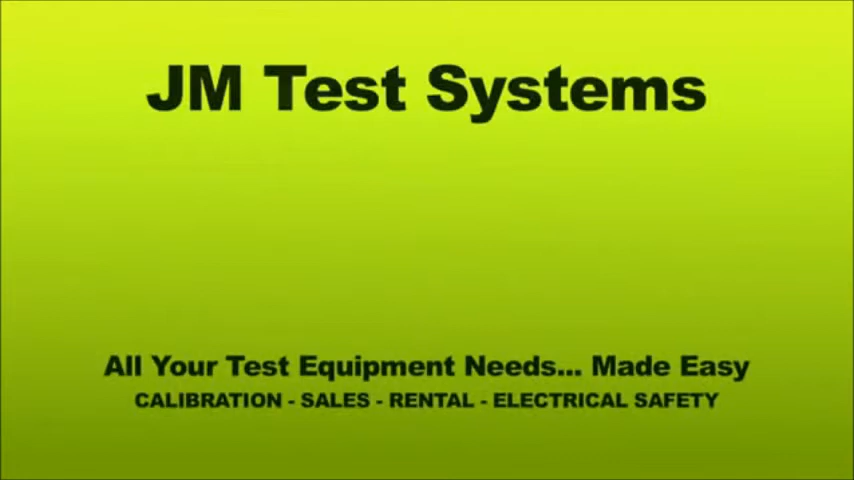 JM Test Systems
All Your Test Equipment Needs... Made Easy
CALIBRATION - SALES - RENTAL - ELECTRICAL SAFETY